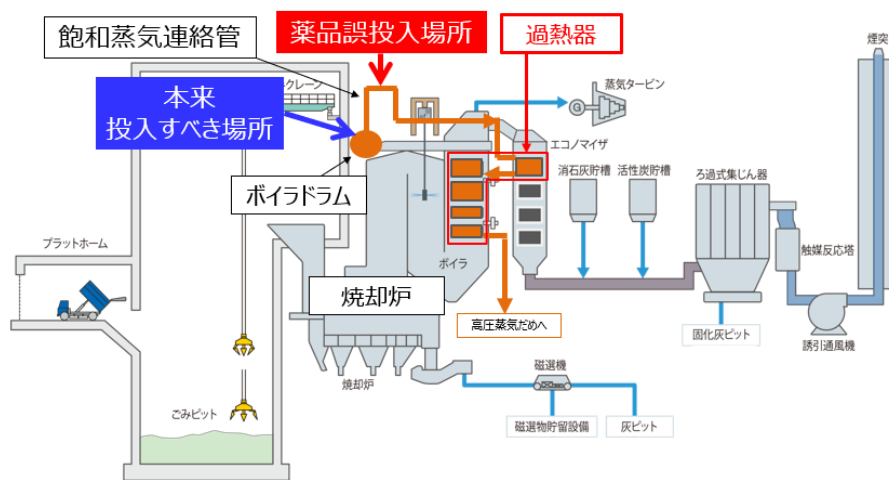 飽和蒸気連絡管
薬品誤投入場所
過熱器
煙突
クレーン
本来
投入すべき場所
G
蒸気タービン
エコノマイザ
ボイラドラム
消石灰貯槽
活性炭貯槽
ろ過式集じん器
プラットホーム
ボイラ
触媒反応塔
焼却炉
高圧蒸気だめへ
固化灰ピット
誘引通風機
焼却炉
磁選機
ごみピット
磁選物貯留設備
灰ピット